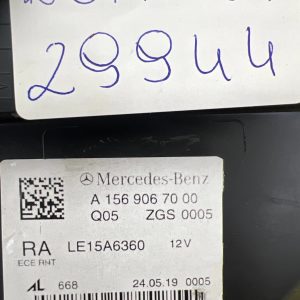 29944
Mercedes-Benz
A 156 906 70 00
Q05 ZGS 0005
RA LE15A6360 12V
ECE RNT
AL 668 24.05.19 0005